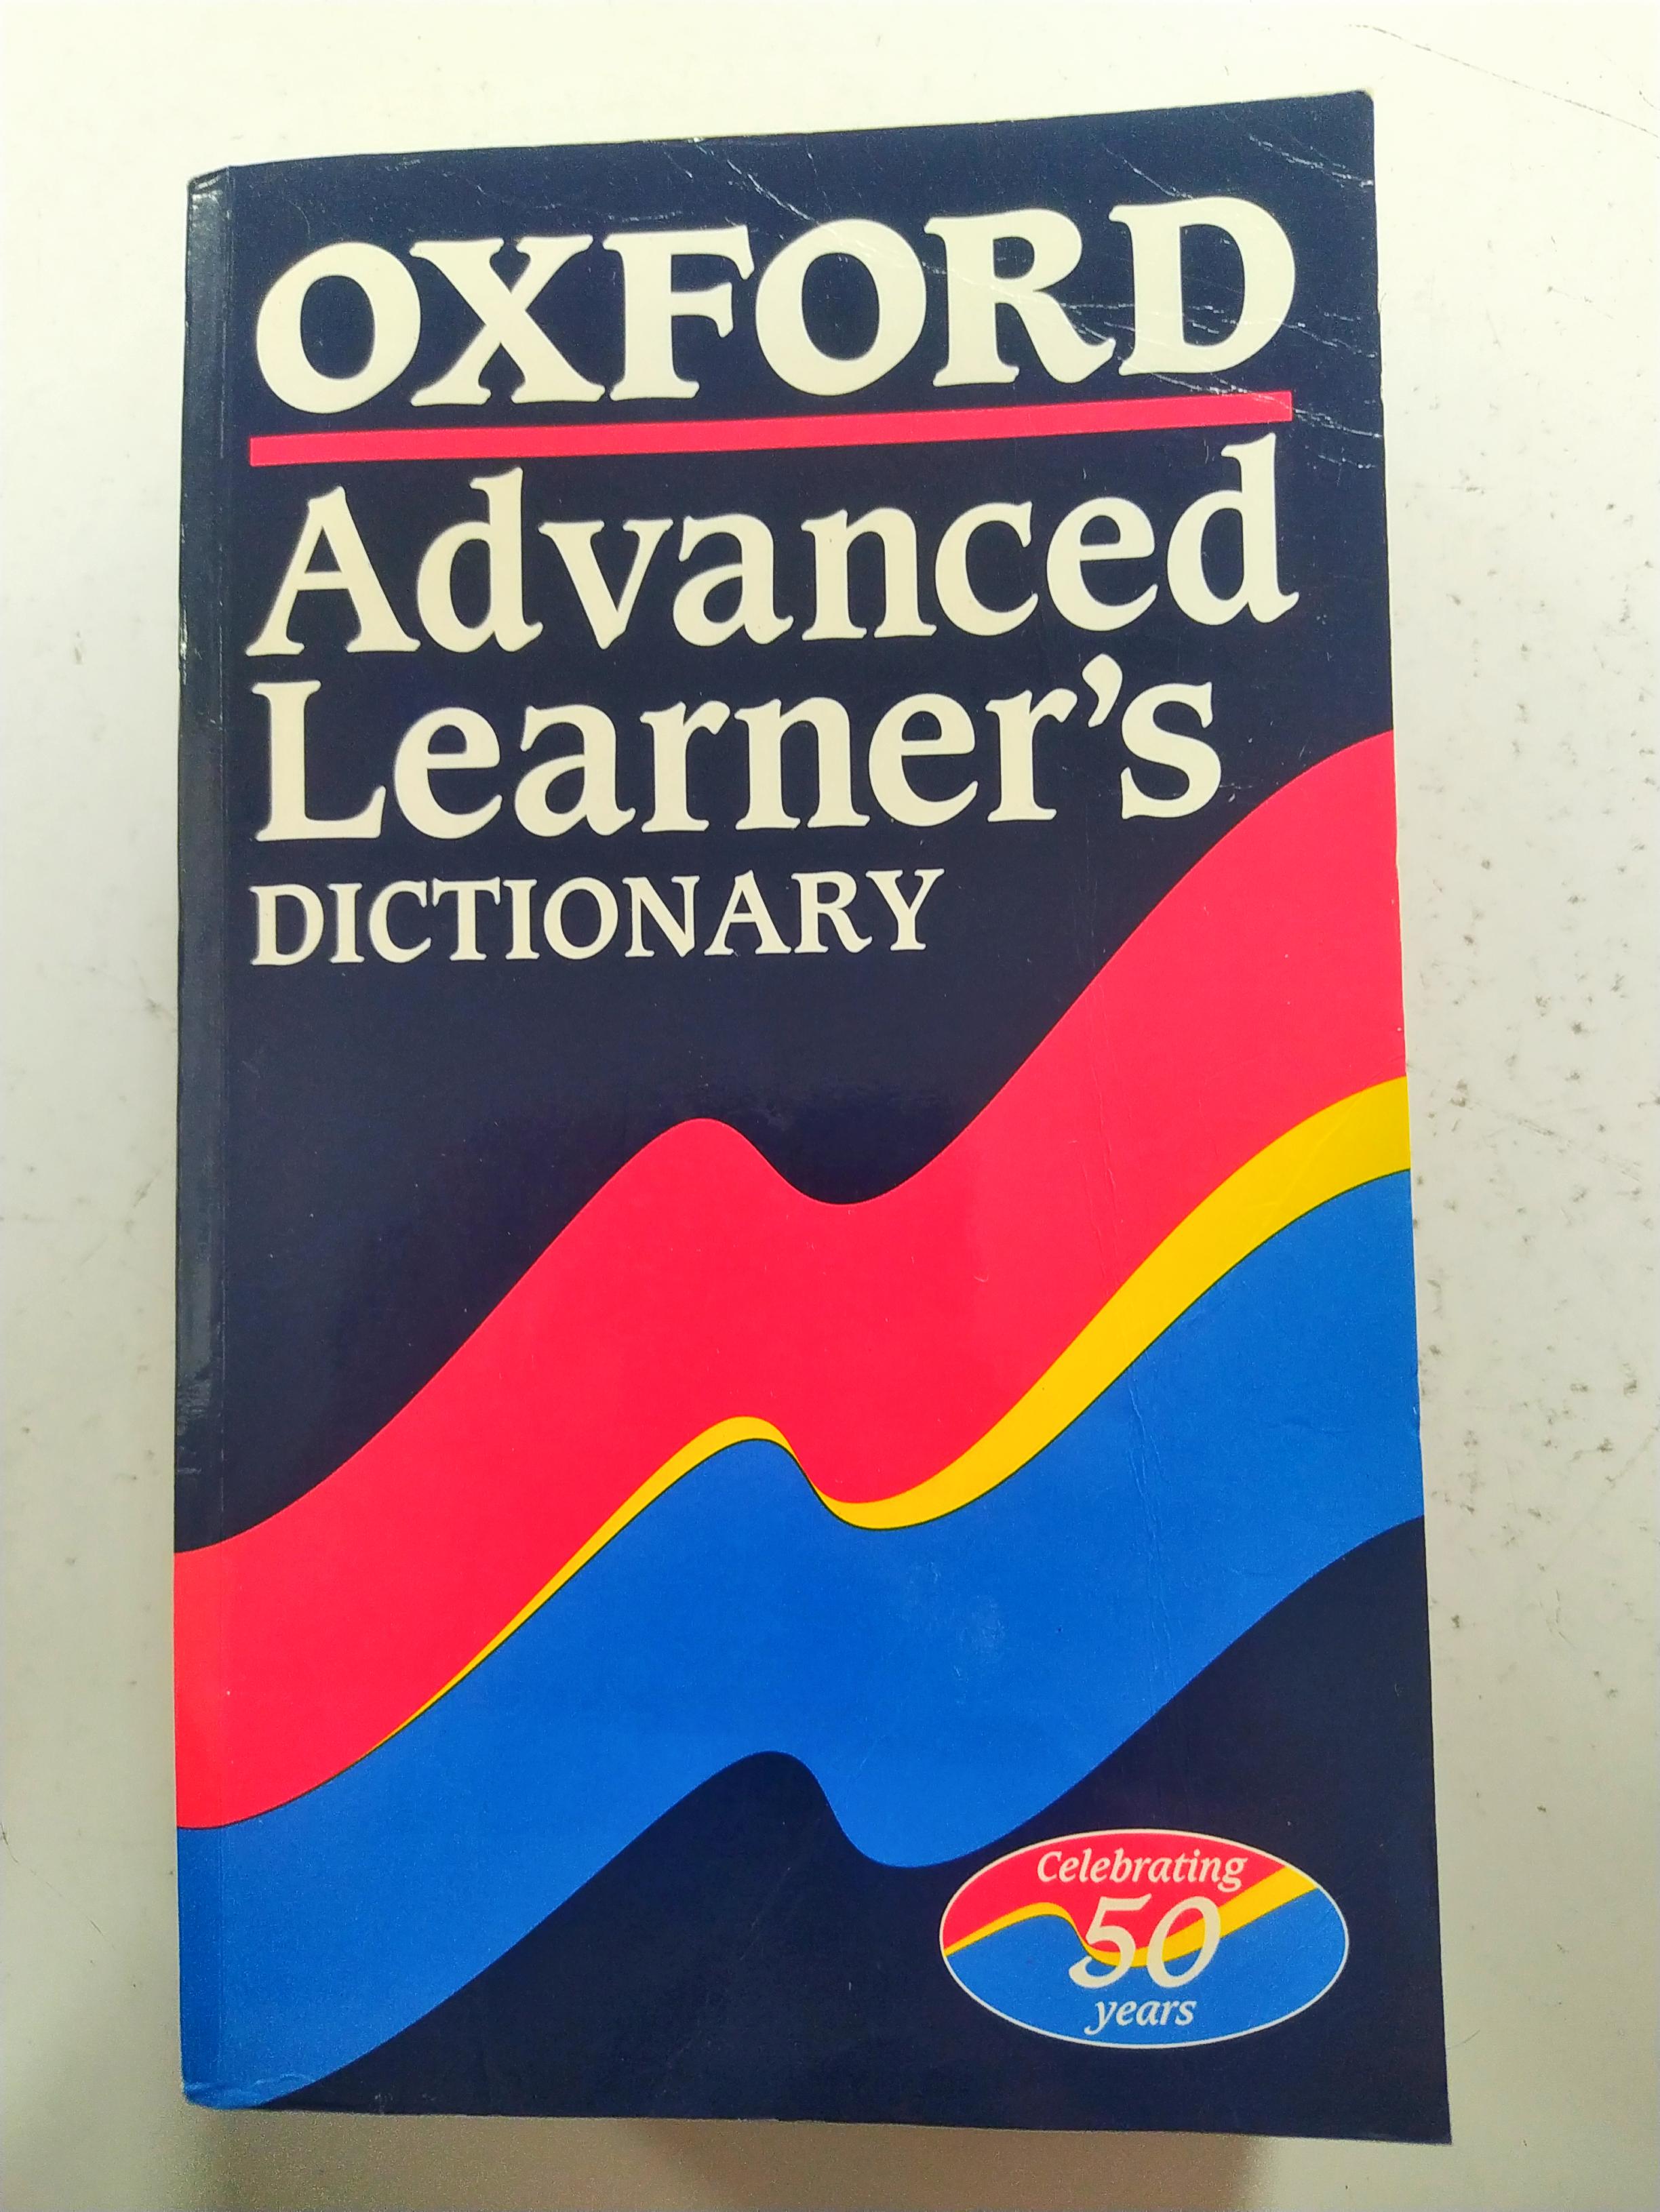 OXFORD
Advanced
Learner's
DICTIONARY
Celebrating
50
years